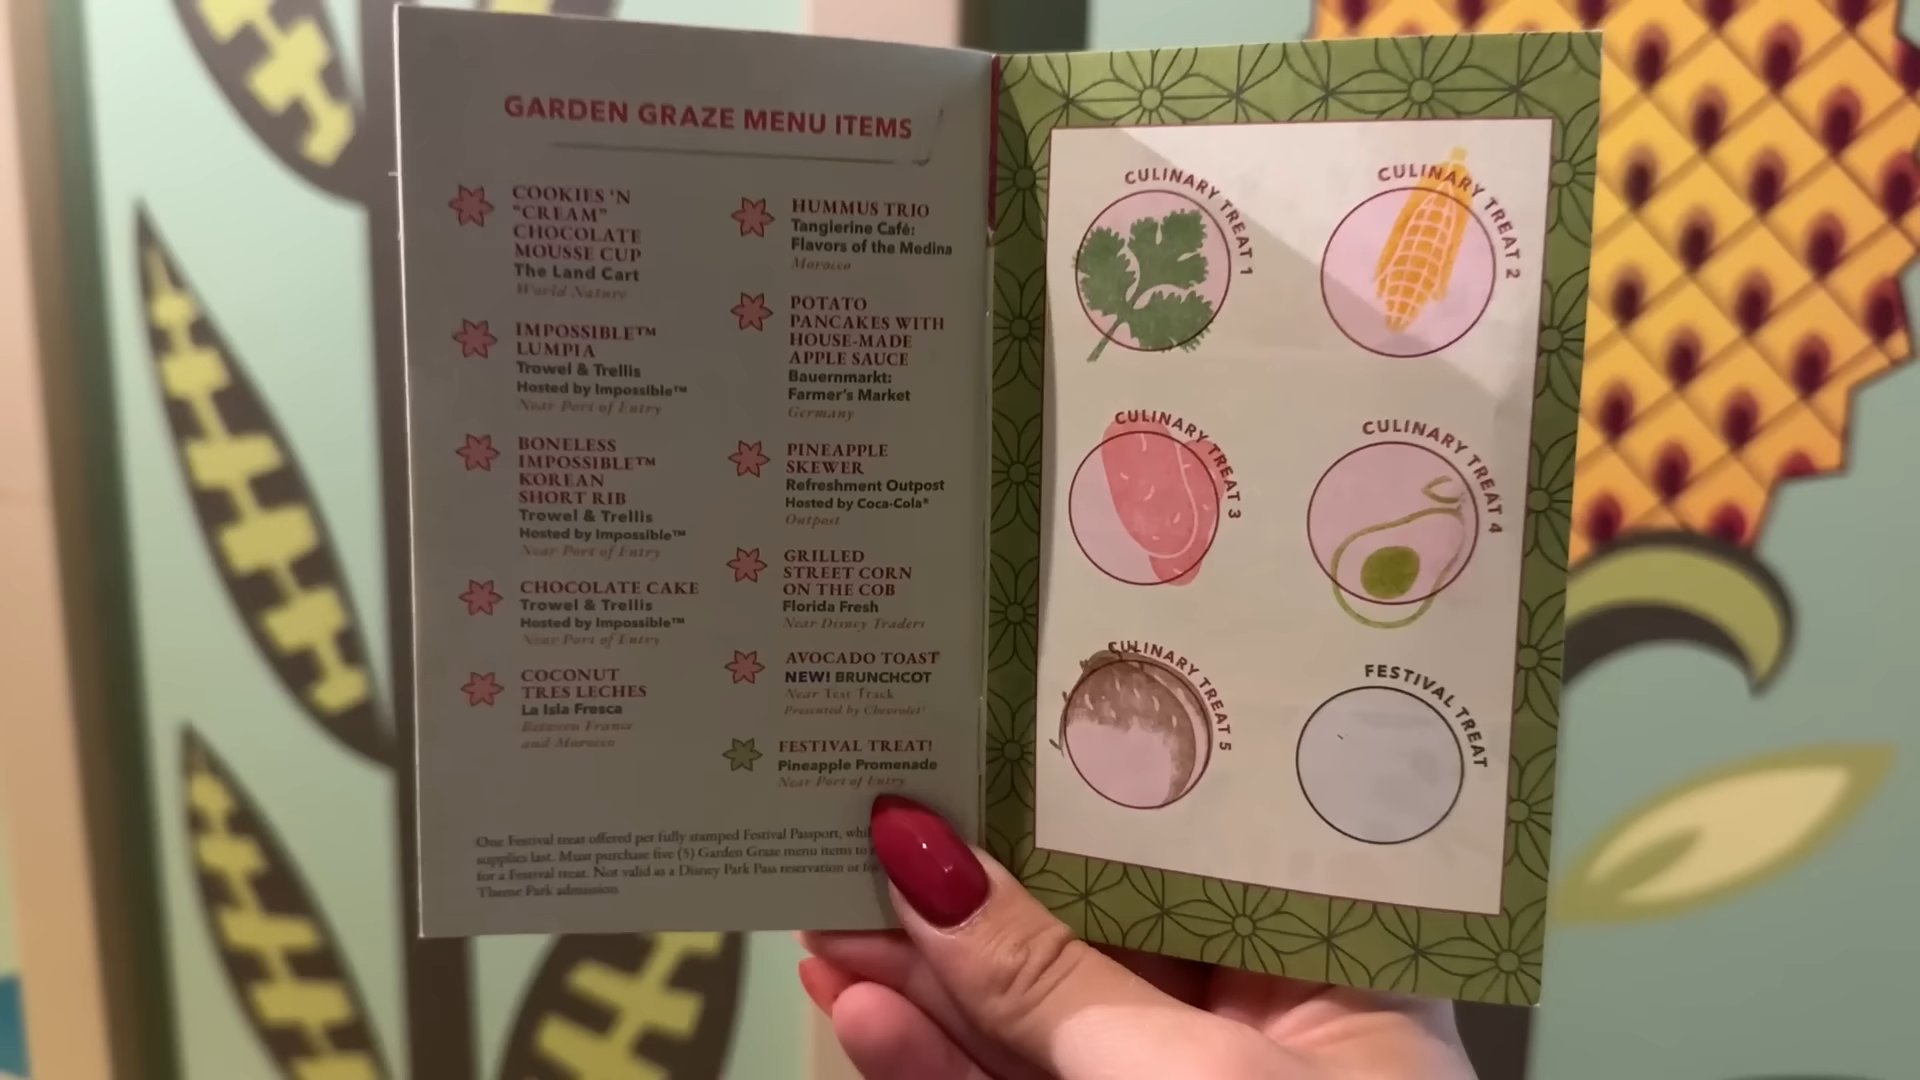 GARDEN GRAZE MENU ITEMS
COOKIES 'N
"CREAM"
CHOCOLATE
MOUSSE CUP
The Land Cart
World Nature
IMPOSSIBLE™
LUMPIA
Trowel & Trellis
Hosted by Impossible™
Near Port of Entry
BONELESS
IMPOSSIBLE™
KOREAN
SHORT RIB
Trowel & Trellis
Hosted by Impossible™
Near Port of Entry
CHOCOLATE CAKE
Trowel & Trellis
Hosted by Impossible™
Near Port of Entry
COCONUT
TRES LECHES
La Isla Fresca
Between France
and Morocco
HUMMUS TRIO
Tangierine Café:
Flavors of the Medina
Morocco
POTATO
PANCAKES WITH
HOUSE-MADE
APPLE SAUCE
Bauernmarkt:
Farmer's Market
Germany
PINEAPPLE
SKEWER
Refreshment Outpost
Hosted by Coca-Cola®
Outpost
GRILLED
STREET CORN
ON THE COB
Florida Fresh
Near Disney Traders
AVOCADO TOAST
NEW! BRUNCHCOT
Near Test Track
Presented by Chevrolet®
FESTIVAL TREAT!
Pineapple Promenade
Near Port of Entry
One Festival treat offered per fully stamped Festival Passport, whil
supplies last. Must purchase five (5) Garden Graze menu items to
for a Festival treat. Not valid as a Disney Park Pass reservation or
Theme Park admission.
CULINARY TREAT 1
CULINARY TREAT 2
CULINARY TREAT 3
CULINARY TREAT 4
CULINARY TREAT 5
FESTIVAL TREAT